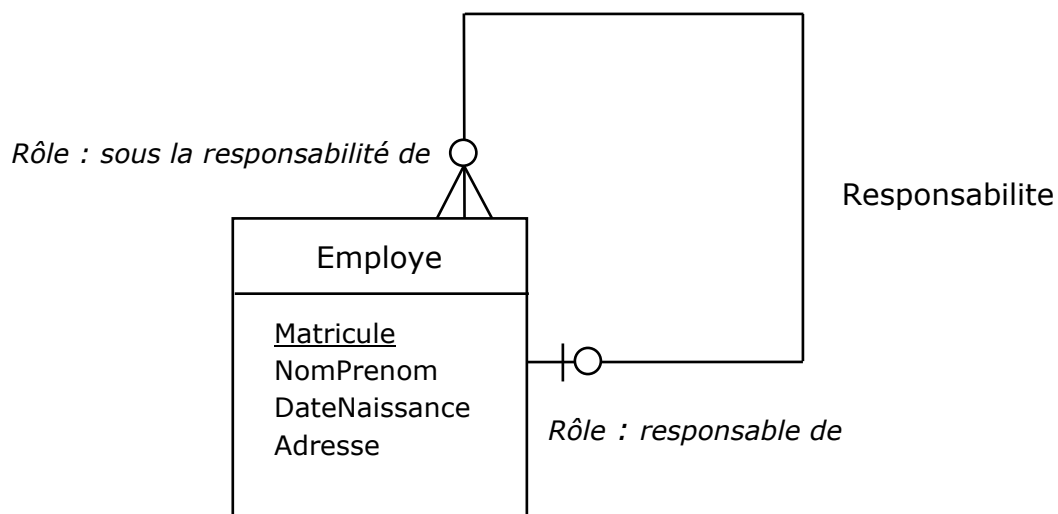 Rôle : sous la responsabilité de
Responsabilite
Employe
Matricule
NomPrenom
DateNaissance
Adresse
Rôle : responsable de